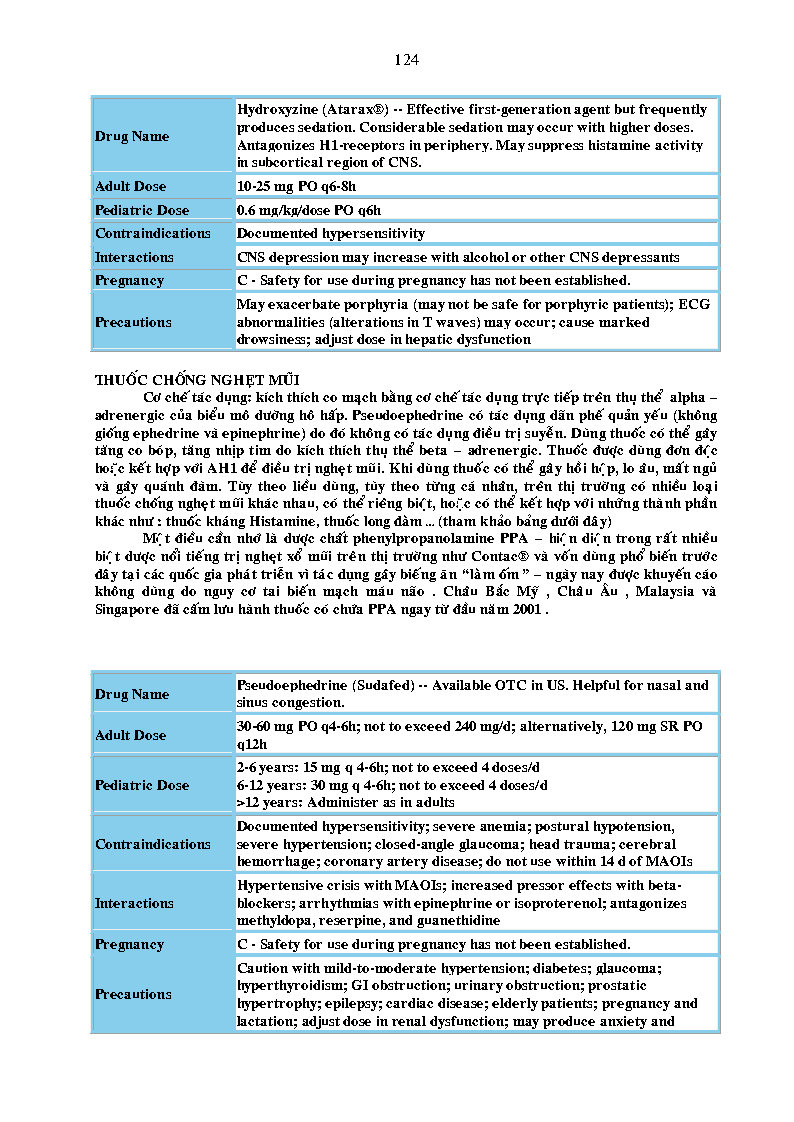 124
Drug Name
Hydroxyzine (Atarax®) -- Effective first-generation agent but frequently
produces sedation. Considerable sedation may occur with higher doses.
Antagonizes H1-receptors in periphery. May suppress histamine activity
in subcortical region of CNS.
Adult Dose
10-25 mg PO q6-8h
Pediatric Dose
0.6 mg/kg/dose PO q6h
Contraindications
Documented hypersensitivity
Interactions
CNS depression may increase with alcohol or other CNS depressants
Pregnancy
C - Safety for use during pregnancy has not been established.
Precautions
May exacerbate porphyria (may not be safe for porphyric patients); ECG
abnormalities (alterations in T waves) may occur; cause marked
drowsiness; adjust dose in hepatic dysfunction
THUỐC CHỐNG NGHẸT MŨI
Cơ chế tác dụng: kích thích co mạch bằng cơ chế tác dụng trực tiếp trên thụ thể alpha –
adrenergic của biểu mô đường hô hấp. Pseudoephedrine có tác dụng dãn phế quản yếu (không
giống ephedrine và epinephrine) do đó không có tác dụng điều trị suyễn. Dùng thuốc có thể gây
tăng co bóp, tăng nhịp tim do kích thích thụ thể beta – adrenergic. Thuốc được dùng đơn độc
hoặc kết hợp với AH1 để điều trị nghẹt mũi. Khi dùng thuốc có thể gây hồi hộp, lo âu, mất ngủ
và gây quánh đàm. Tùy theo liều dùng, tùy theo từng cá nhân, trên thị trường có nhiều loại
thuốc chống nghẹt mũi khác nhau, có thể riêng biệt, hoặc có thể kết hợp với những thành phần
khác như : thuốc kháng Histamine, thuốc long đàm ... (tham khảo bảng dưới đây)
Một điều cần nhớ là dược chất phenylpropanolamine PPA – hiện diện trong rất nhiều
biệt dược nổi tiếng trị nghẹt xổ mũi trên thị trường như Contac® và vốn dùng phổ biến trước
đây tại các quốc gia phát triễn vì tác dụng gây biếng ăn “làm ốm” – ngày nay được khuyến cáo
không dùng do nguy cơ tai biến mạch máu não . Châu Bắc Mỹ , Châu Âu , Malaysia và
Singapore đã cấm lưu hành thuốc có chứa PPA ngay từ đầu năm 2001 .
Drug Name
Pseudoephedrine (Sudafed) -- Available OTC in US. Helpful for nasal and
sinus congestion.
Adult Dose
30-60 mg PO q4-6h; not to exceed 240 mg/d; alternatively, 120 mg SR PO
q12h
Pediatric Dose
2-6 years: 15 mg q 4-6h; not to exceed 4 doses/d
6-12 years: 30 mg q 4-6h; not to exceed 4 doses/d
>12 years: Administer as in adults
Contraindications
Documented hypersensitivity; severe anemia; postural hypotension,
severe hypertension; closed-angle glaucoma; head trauma; cerebral
hemorrhage; coronary artery disease; do not use within 14 d of MAOIs
Interactions
Hypertensive crisis with MAOIs; increased pressor effects with beta-
blockers; arrhythmias with epinephrine or isoproterenol; antagonizes
methyldopa, reserpine, and guanethidine
Pregnancy
C - Safety for use during pregnancy has not been established.
Precautions
Caution with mild-to-moderate hypertension; diabetes; glaucoma;
hyperthyroidism; GI obstruction; urinary obstruction; prostatic
hypertrophy; epilepsy; cardiac disease; elderly patients; pregnancy and
lactation; adjust dose in renal dysfunction; may produce anxiety and